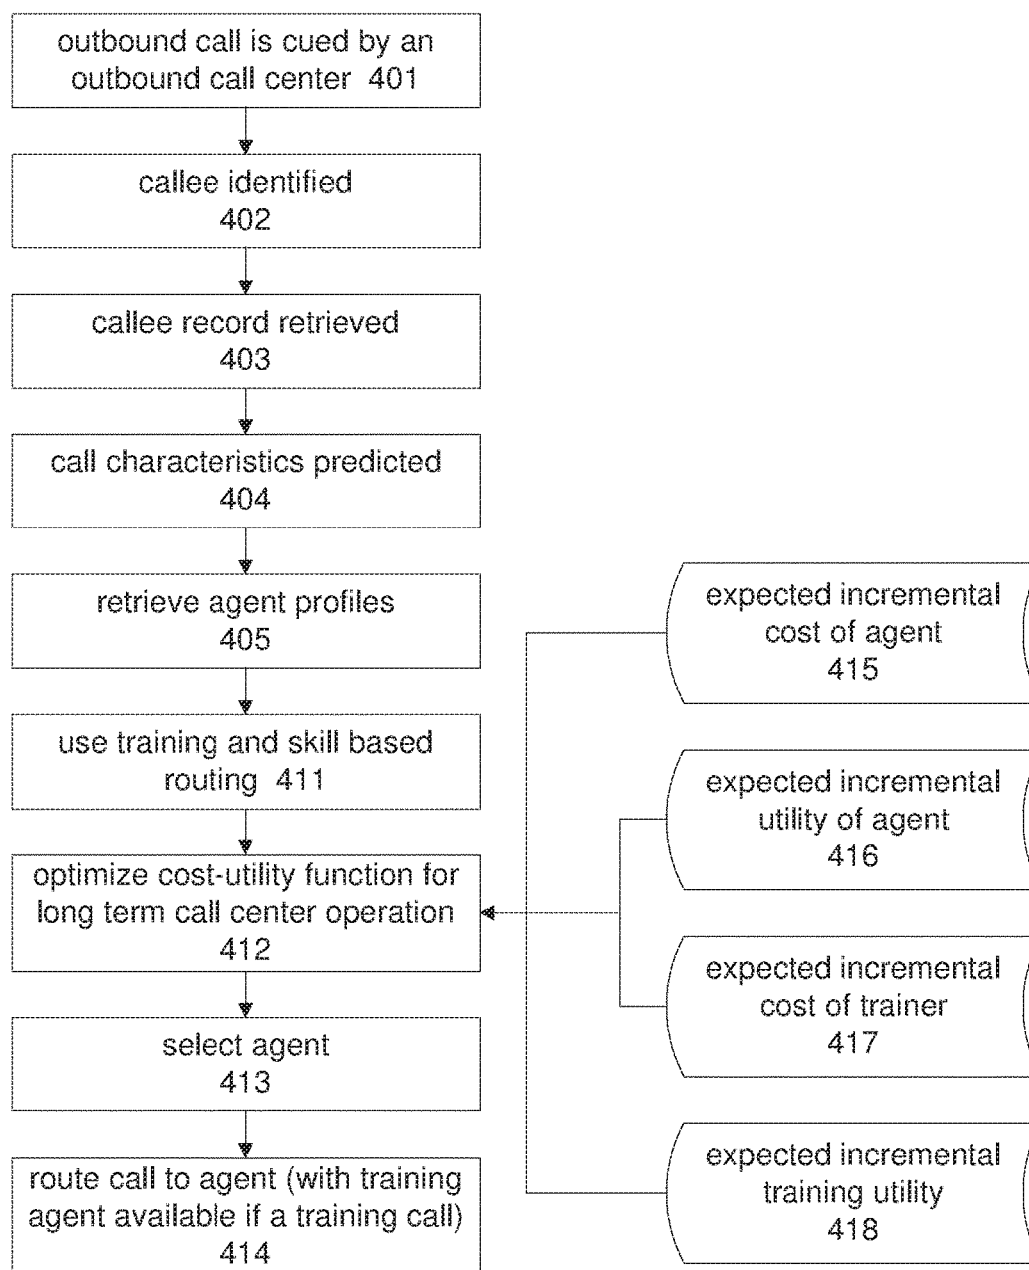 outbound call is cued by an
outbound call center 401
callee identified
402
callee record retrieved
403
call characteristics predicted
404
retrieve agent profiles
405
use training and skill based
routing 411
optimize cost-utility function for
long term call center operation
412
select agent
413
route call to agent (with training
agent available if a training call)
414
expected incremental
cost of agent
415
expected incremental
utility of agent
416
expected incremental
cost of trainer
417
expected incremental
training utility
418